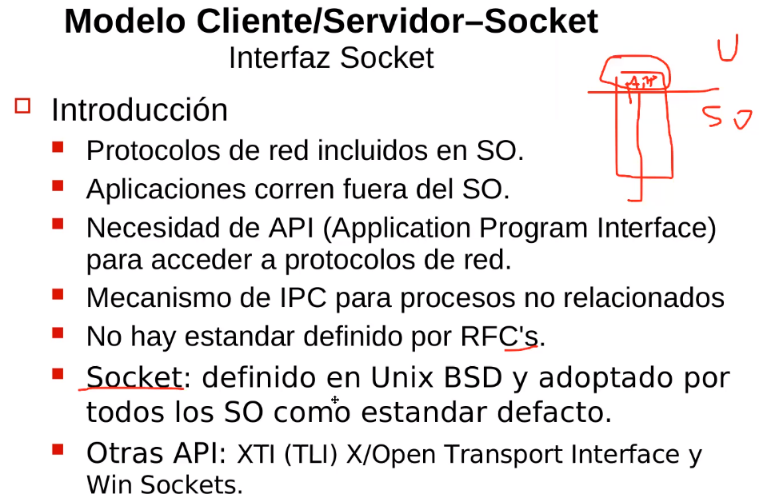 Modelo Cliente/Servidor–Socket
Interfaz Socket
U
SO
Introducción
Protocolos de red incluidos en SO.
Aplicaciones corren fuera del SO.
Necesidad de API (Application Program Interface)
para acceder a protocolos de red.
Mecanismo de IPC para procesos no relacionados
No hay estandar definido por RFC's.
Socket: definido en Unix BSD y adoptado por
todos los SO como estandar defacto.
Otras API: XTI (TLI) X/Open Transport Interface y
Win Sockets.